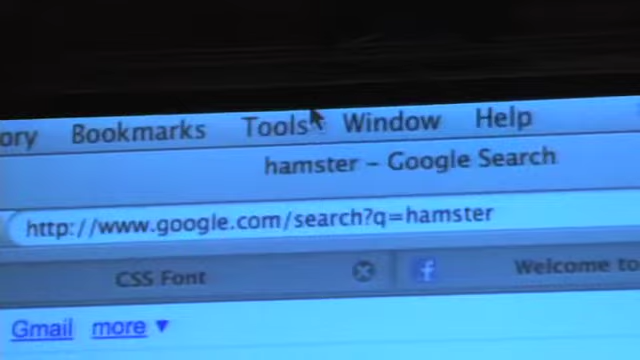 ory Bookmarks Tools Window Help
hamster – Google Search
http://www.google.com/search?q=hamster
CSS Font Welcome to
Gmail more ▼